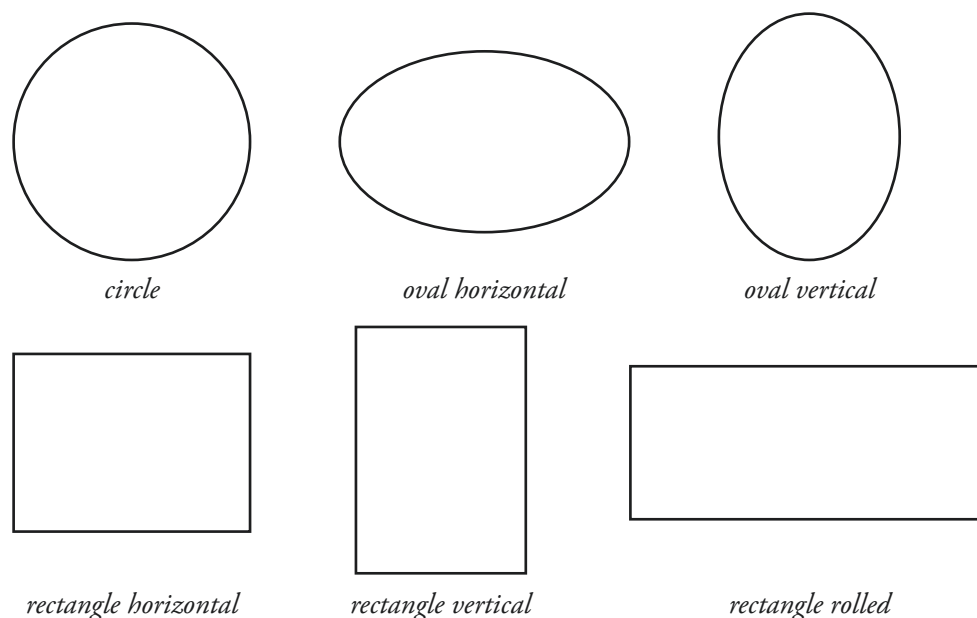 circle
oval horizontal
oval vertical
rectangle horizontal
rectangle vertical
rectangle rolled